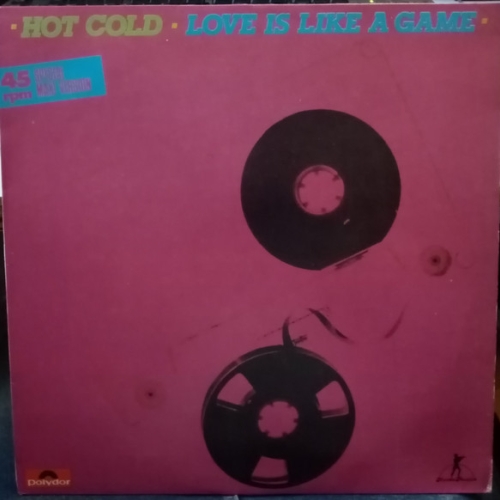 HOT COLD · LOVE IS LIKE A GAME
45
rpm
Polydor